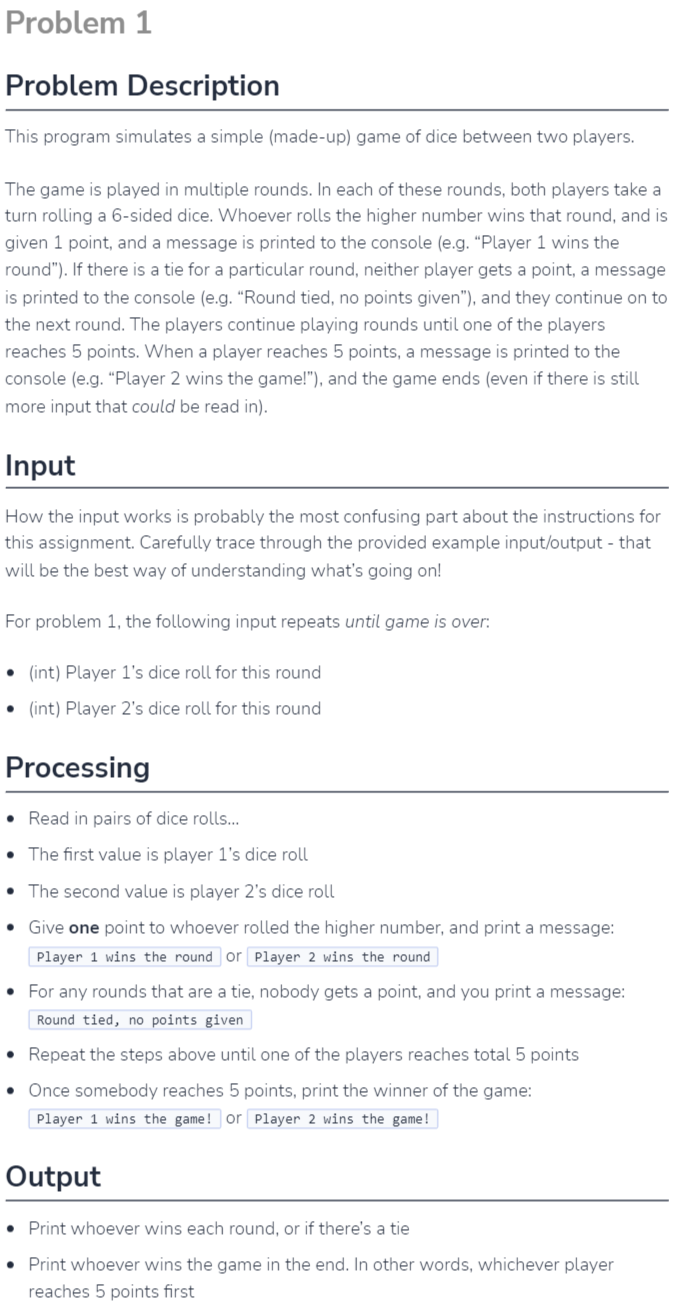 Problem 1
Problem Description
This program simulates a simple (made-up) game of dice between two players.
The game is played in multiple rounds. In each of these rounds, both players take a
turn rolling a 6-sided dice. Whoever rolls the higher number wins that round, and is
given 1 point, and a message is printed to the console (e.g. “Player 1 wins the
round”). If there is a tie for a particular round, neither player gets a point, a message
is printed to the console (e.g. “Round tied, no points given”), and they continue on to
the next round. The players continue playing rounds until one of the players
reaches 5 points. When a player reaches 5 points, a message is printed to the
console (e.g. “Player 2 wins the game!”), and the game ends (even if there is still
more input that could be read in).
Input
How the input works is probably the most confusing part about the instructions for
this assignment. Carefully trace through the provided example input/output - that
will be the best way of understanding what’s going on!
For problem 1, the following input repeats until game is over:
• (int) Player 1’s dice roll for this round
• (int) Player 2’s dice roll for this round
Processing
• Read in pairs of dice rolls...
• The first value is player 1’s dice roll
• The second value is player 2’s dice roll
• Give one point to whoever rolled the higher number, and print a message:
Player 1 wins the round or Player 2 wins the round
• For any rounds that are a tie, nobody gets a point, and you print a message:
Round tied, no points given
• Repeat the steps above until one of the players reaches total 5 points
• Once somebody reaches 5 points, print the winner of the game:
Player 1 wins the game! or Player 2 wins the game!
Output
• Print whoever wins each round, or if there’s a tie
• Print whoever wins the game in the end. In other words, whichever player
reaches 5 points first